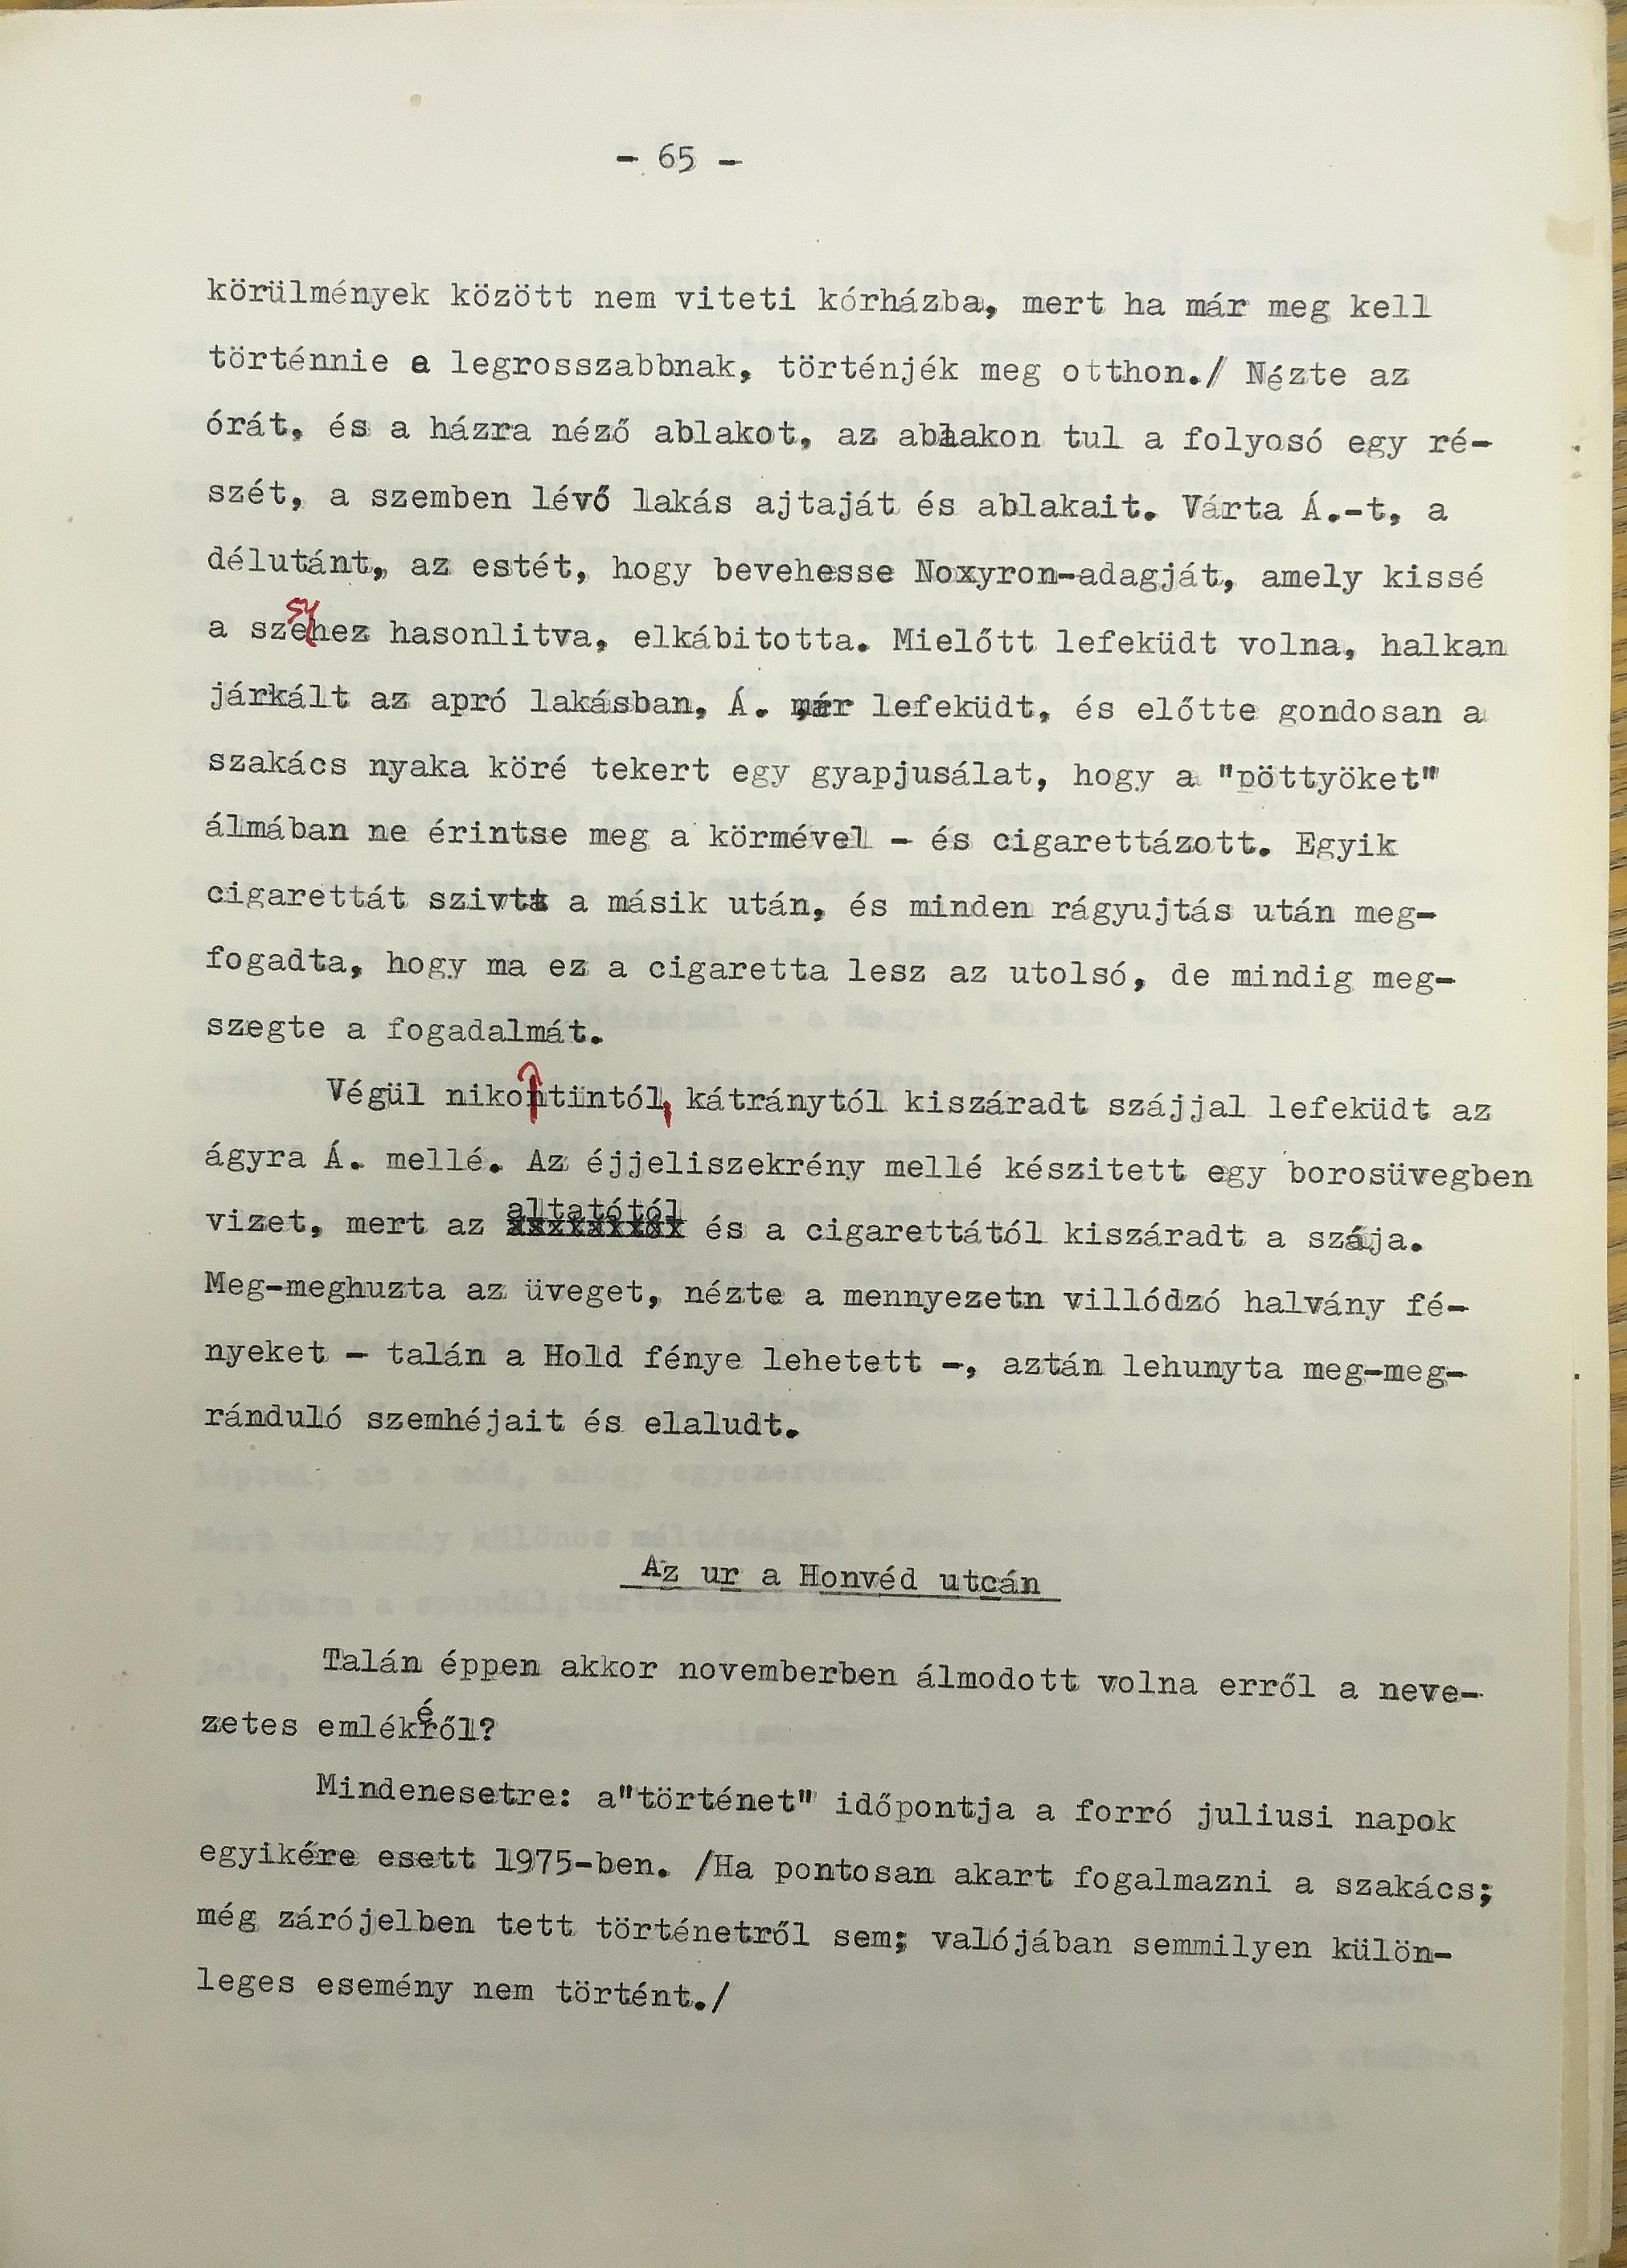 - 65 -
körülmények között nem viteti kórházba, mert ha már meg kell
történnie a legrosszabbnak, történjék meg otthon./ Nézte az
órát, és a házra néző ablakot, az ablakon tul a folyosó egy ré-
szét, a szemben lévő lakás ajtaját és ablakait. Várta Á.-t, a
délutánt, az estét, hogy bevehesse Noxyron-adagját, amely kissé
a szeszhez hasonlitva, elkábitotta. Mielőtt lefeküdt volna, halkan
járkált az apró lakásban, Á. már lefeküdt, és előtte gondosan a
szakács nyaka köré tekert egy gyapjusálat, hogy a "pöttyöket"
álmában ne érintse meg a körmével - és cigarettázott. Egyik
cigarettát szivta a másik után, és minden rágyujtás után meg-
fogadta, hogy ma ez a cigaretta lesz az utolsó, de mindig meg-
szegte a fogadalmát.
Végül nikotintól, kátránytól kiszáradt szájjal lefeküdt az
ágyra Á. mellé. Az éjjeliszekrény mellé készitett egy borosüvegben
vizet, mert az altatótól és a cigarettától kiszáradt a szája.
Meg-meghuzta az üveget, nézte a mennyezetn villódzó halvány fé-
nyeket - talán a Hold fénye lehetett -, aztán lehunyta meg-meg-
ránduló szemhéjait és elaludt.
Az ur a Honvéd utcán
Talán éppen akkor novemberben álmodott volna erről a neve-
zetes emlékéről?
Mindenesetre: a"történet" időpontja a forró juliusi napok
egyikére esett 1975-ben. /Ha pontosan akart fogalmazni a szakács;
még zárójelben tett történetről sem; valójában semmilyen külön-
leges esemény nem történt./